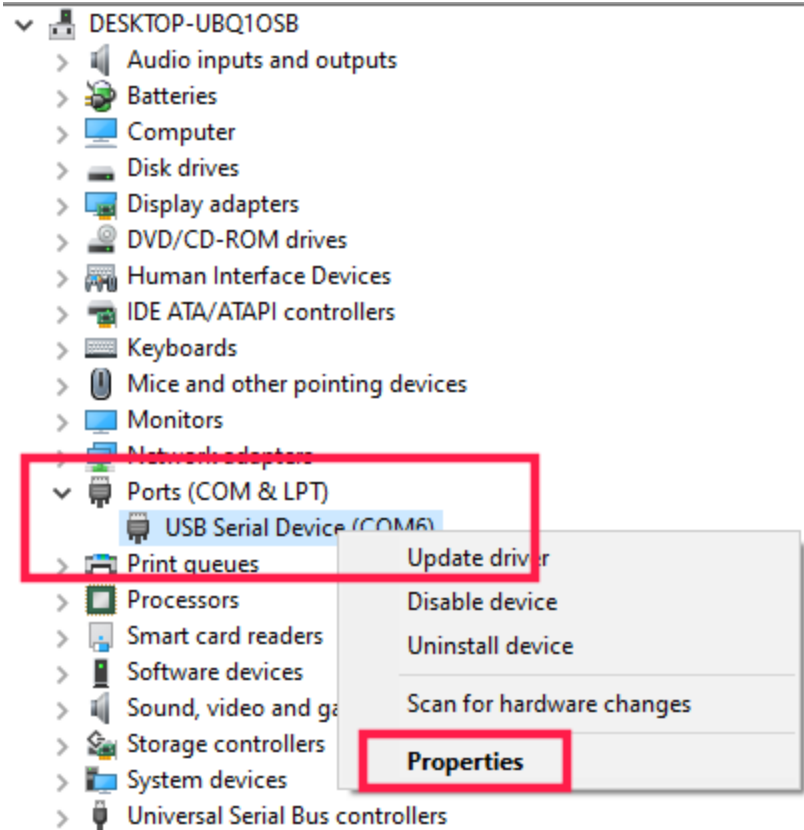 DESKTOP-UBQ1OSB
Audio inputs and outputs
Batteries
Computer
Disk drives
Display adapters
DVD/CD-ROM drives
Human Interface Devices
IDE ATA/ATAPI controllers
Keyboards
Mice and other pointing devices
Monitors
Network adapters
Ports (COM & LPT)
USB Serial Device (COM6)
Print queues
Processors
Smart card readers
Software devices
Sound, video and ga
Storage controllers
System devices
Universal Serial Bus controllers
Update driver
Disable device
Uninstall device
Scan for hardware changes
Properties